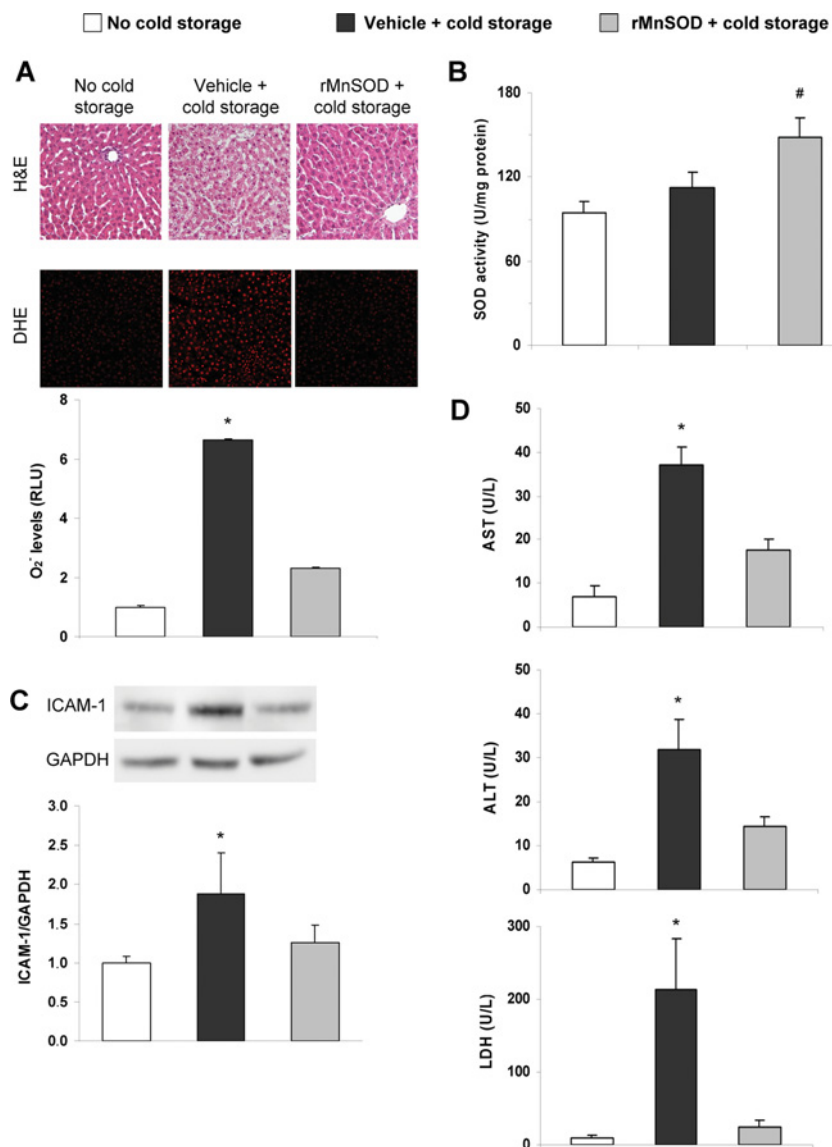 No cold storage
Vehicle + cold storage
rMnSOD + cold storage
A
No cold
storage
Vehicle +
cold storage
rMnSOD +
cold storage
H&E
DHE
O₂˙ levels (RLU)
8
6
4
2
0
*
B
SOD activity (U/mg protein)
180
120
60
0
#
C
ICAM-1
GAPDH
ICAM-1/GAPDH
3.0
2.5
2.0
1.5
1.0
0.5
0.0
*
D
AST (U/L)
50
40
30
20
10
0
*
ALT (U/L)
50
40
30
20
10
0
*
LDH (U/L)
300
200
100
0
*